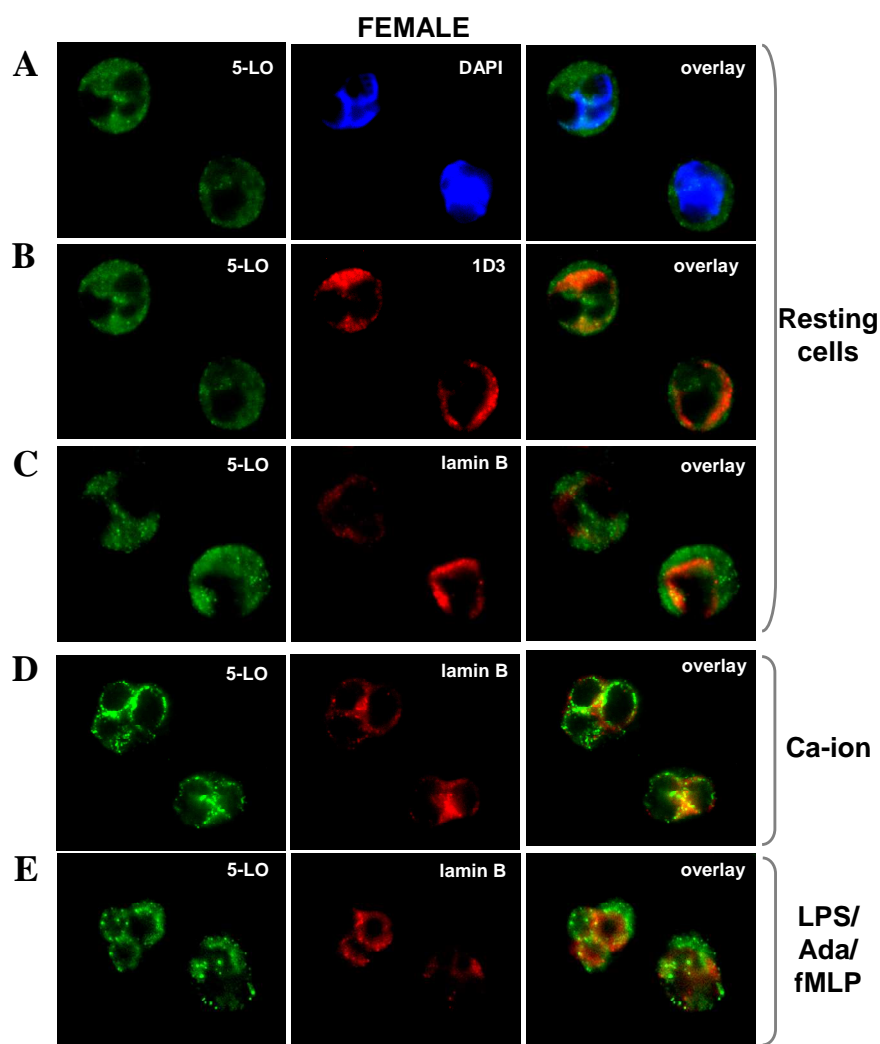 FEMALE
A
5-LO
DAPI
overlay
B
5-LO
1D3
overlay
Resting
cells
C
5-LO
lamin B
overlay
D
5-LO
lamin B
overlay
Ca-ion
E
5-LO
lamin B
overlay
LPS/
Ada/
fMLP